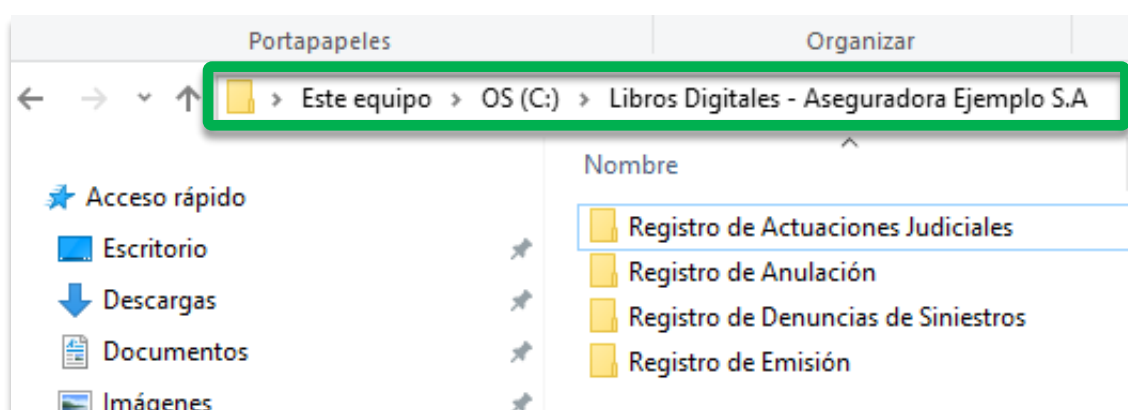 Portapapeles Organizar
Este equipo > OS (C:) > Libros Digitales - Aseguradora Ejemplo S.A
Nombre
Acceso rápido
Escritorio
Descargas
Documentos
Imágenes
Registro de Actuaciones Judiciales
Registro de Anulación
Registro de Denuncias de Siniestros
Registro de Emisión